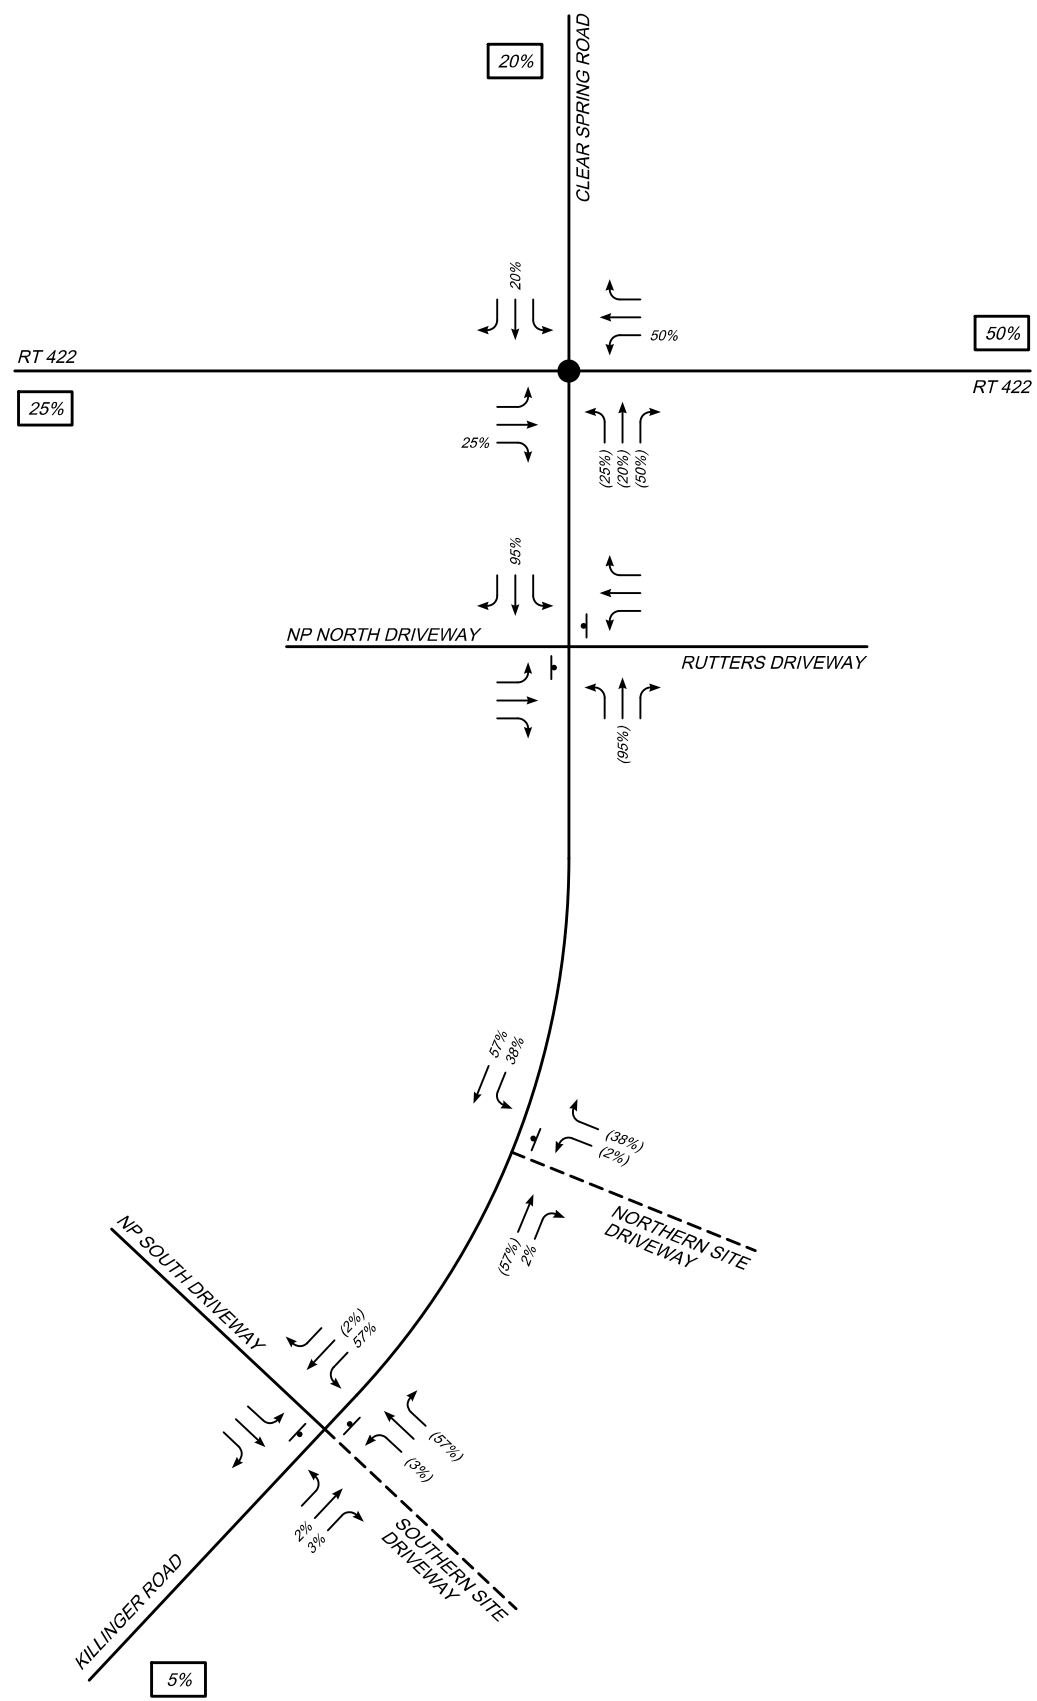 20%
CLEAR SPRING ROAD
20%
50%
50%
RT 422
RT 422
25%
25%
(25%)
(20%)
(50%)
95%
NP NORTH DRIVEWAY
RUTTERS DRIVEWAY
(95%)
57%
38%
(38%)
(2%)
NORTHERN SITE
DRIVEWAY
(57%)
2%
NP SOUTH DRIVEWAY
(2%)
57%
(57%)
(3%)
2%
3%
SOUTHERN SITE
DRIVEWAY
KILLINGER ROAD
5%